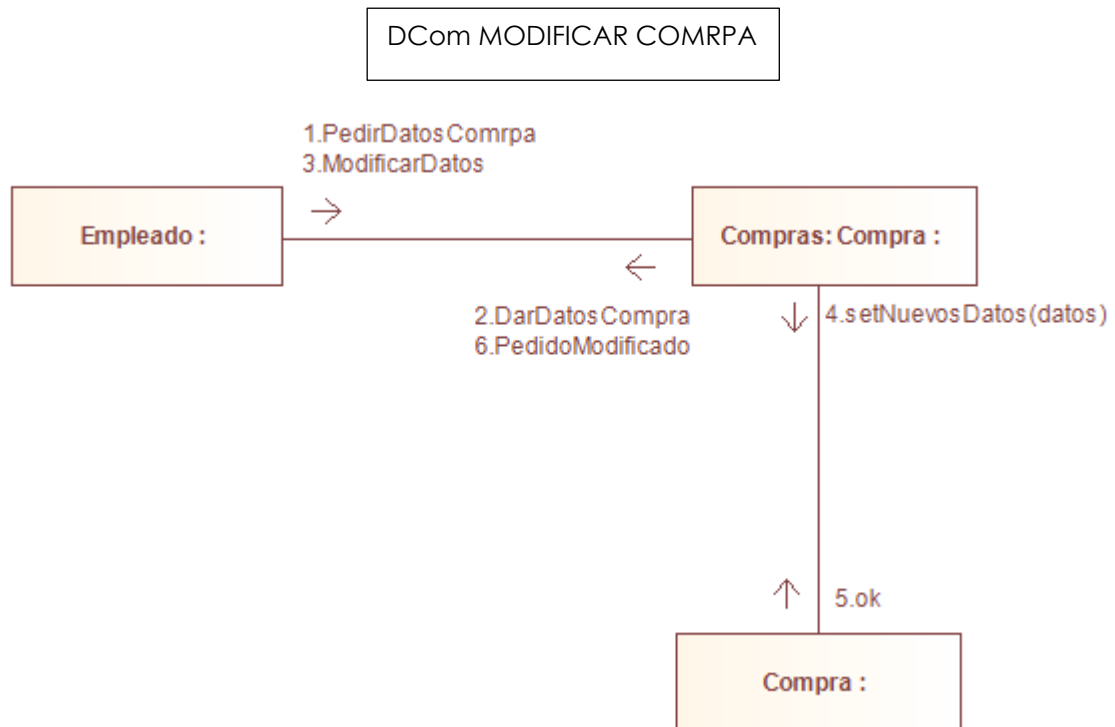 DCom MODIFICAR COMRPA
1.PedirDatosComrpa
3.ModificarDatos
Empleado :
Compras: Compra :
2.DarDatosCompra
6.PedidoModificado
4.setNuevosDatos(datos)
5.ok
Compra :